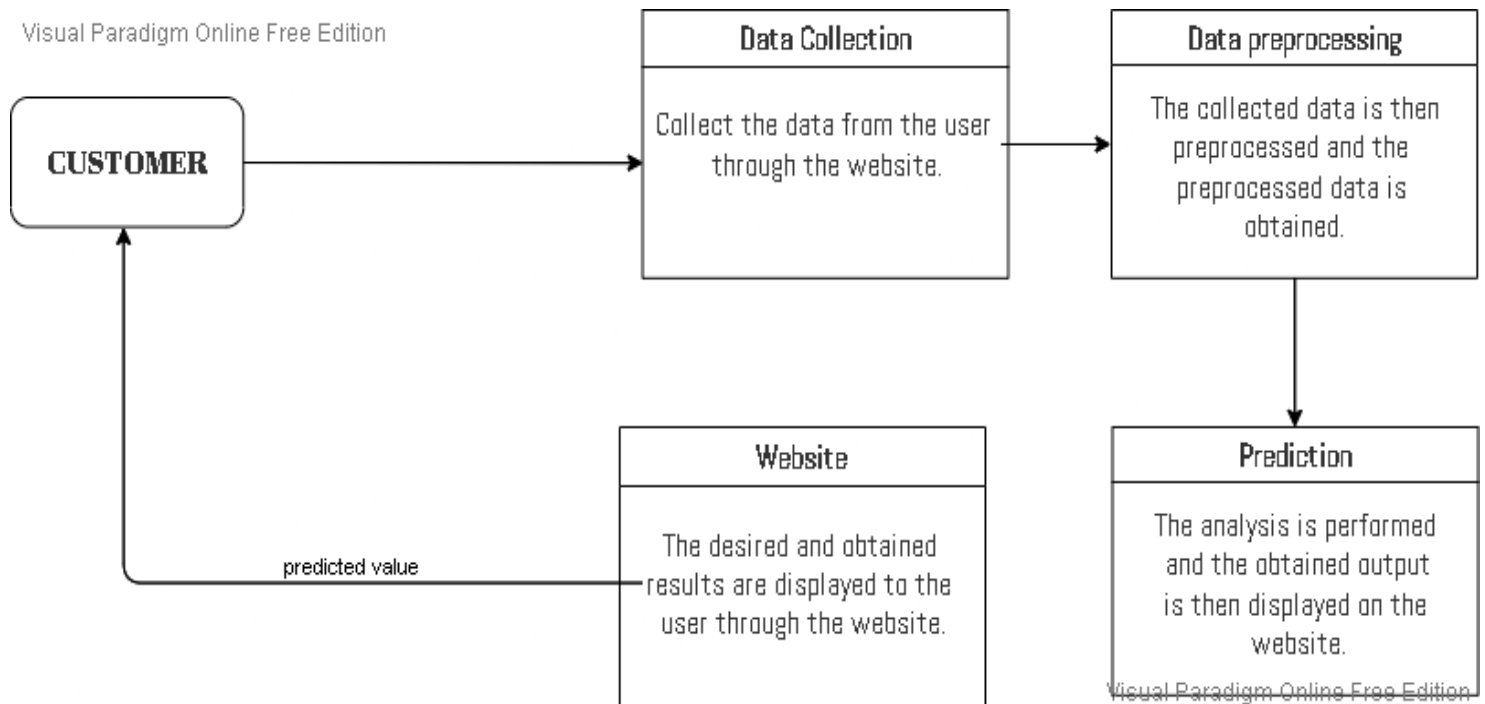 Visual Paradigm Online Free Edition
CUSTOMER
Data Collection
Collect the data from the user
through the website.
Data preprocessing
The collected data is then
preprocessed and the
preprocessed data is
obtained.
Prediction
The analysis is performed
and the obtained output
is then displayed on the
website.
Website
The desired and obtained
results are displayed to the
user through the website.
predicted value
Visual Paradigm Online Free Edition